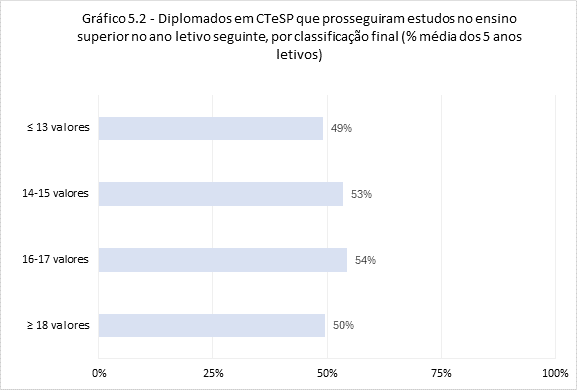 Gráfico 5.2 - Diplomados em CTeSP que prosseguiram estudos no ensino
superior no ano letivo seguinte, por classificação final (% média dos 5 anos
letivos)
≤ 13 valores
49%
14-15 valores
53%
16-17 valores
54%
≥ 18 valores
50%
0%
25%
50%
75%
100%